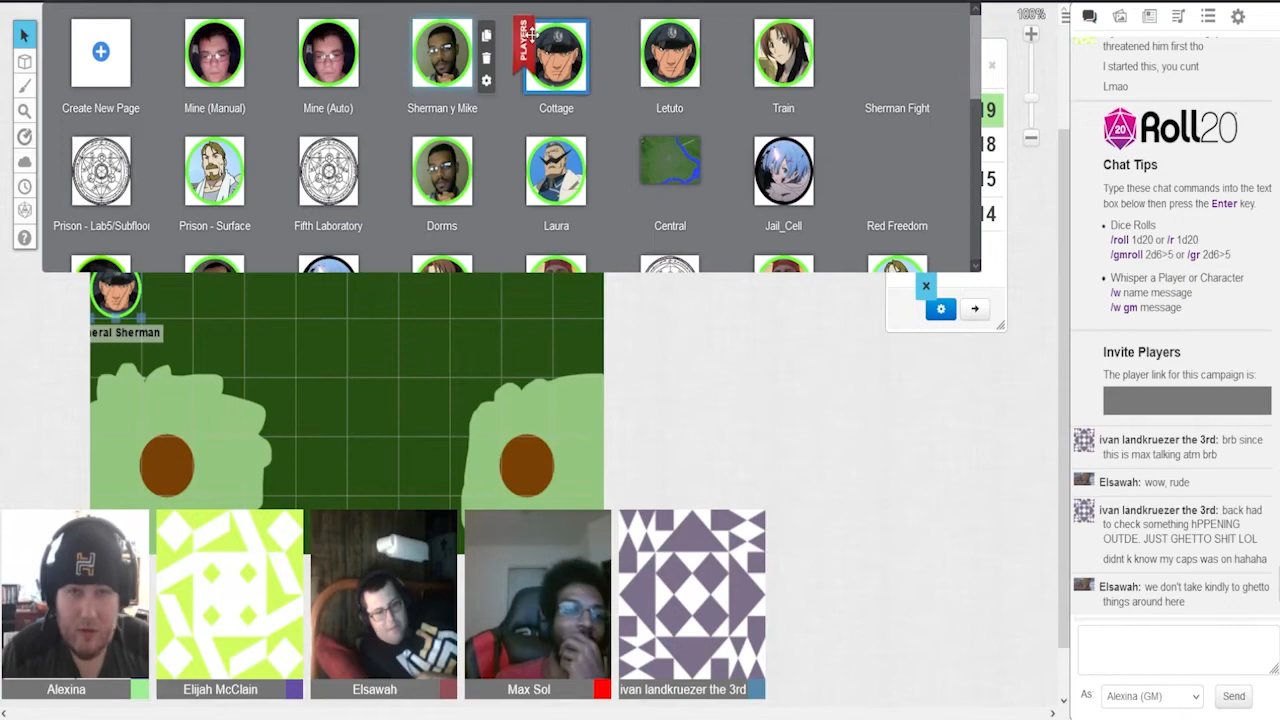 PLAYERS
100%
Create New Page
Mine (Manual)
Mine (Auto)
Sherman y Mike
Cottage
Letuto
Train
Sherman Fight
Prison - Lab5/Subfloor
Prison - Surface
Fifth Laboratory
Dorms
Laura
Central
Jail_Cell
Red Freedom
19
18
15
14
eral Sherman
threatened him first tho
I started this, you cunt
Lmao
20
Roll20
Chat Tips
Type these chat commands into the text
box below then press the Enter key.
• Dice Rolls
/roll 1d20 or /r 1d20
/gmroll 2d6>5 or /gr 2d6>5
• Whisper a Player or Character
/w name message
/w gm message
Invite Players
The player link for this campaign is:
ivan landkruezer the 3rd: brb since
this is max talking atm brb
Elsawah: wow, rude
ivan landkruezer the 3rd: back had
to check something hPPENING
OUTDE. JUST GHETTO SHIT LOL
didnt k know my caps was on hahaha
Elsawah: we don't take kindly to ghetto
things around here
Alexina
Elijah McClain
Elsawah
Max Sol
ivan landkruezer the 3rd
As:
Alexina (GM)
Send